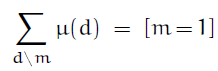 ∑ μ(d) = [m=1]
d\m